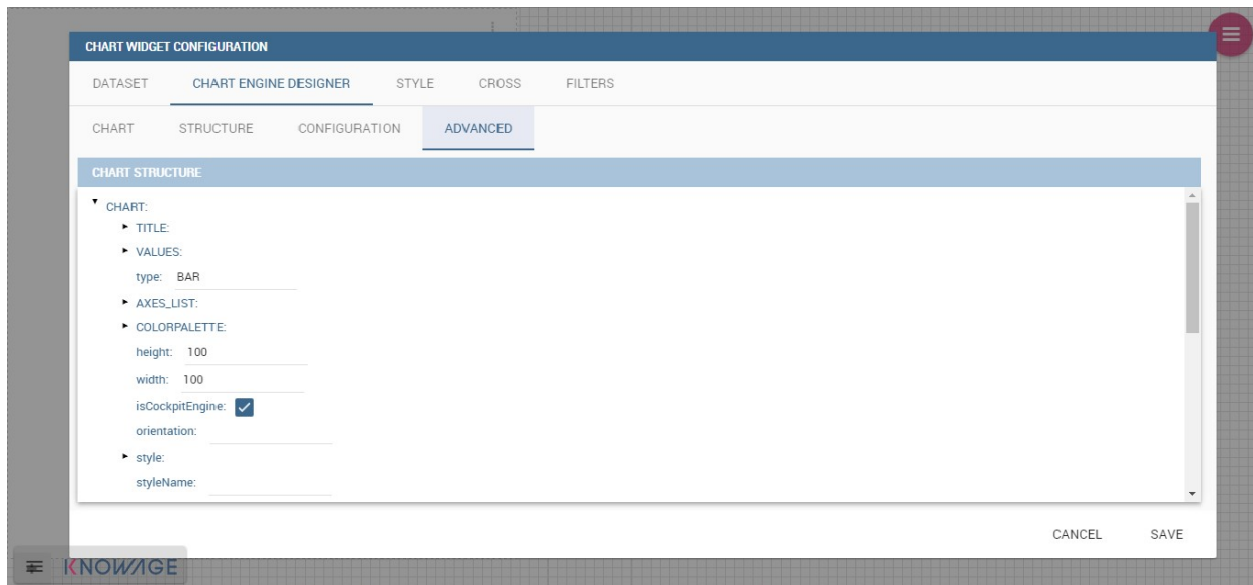 CHART WIDGET CONFIGURATION
DATASET CHART ENGINE DESIGNER STYLE CROSS FILTERS
CHART STRUCTURE CONFIGURATION ADVANCED
CHART STRUCTURE
CHART:
TITLE:
VALUES:
type: BAR
AXES_LIST:
COLORPALETTE:
height: 100
width: 100
isCockpitEngine:
orientation:
style:
styleName:
CANCEL SAVE
KNOWAGE